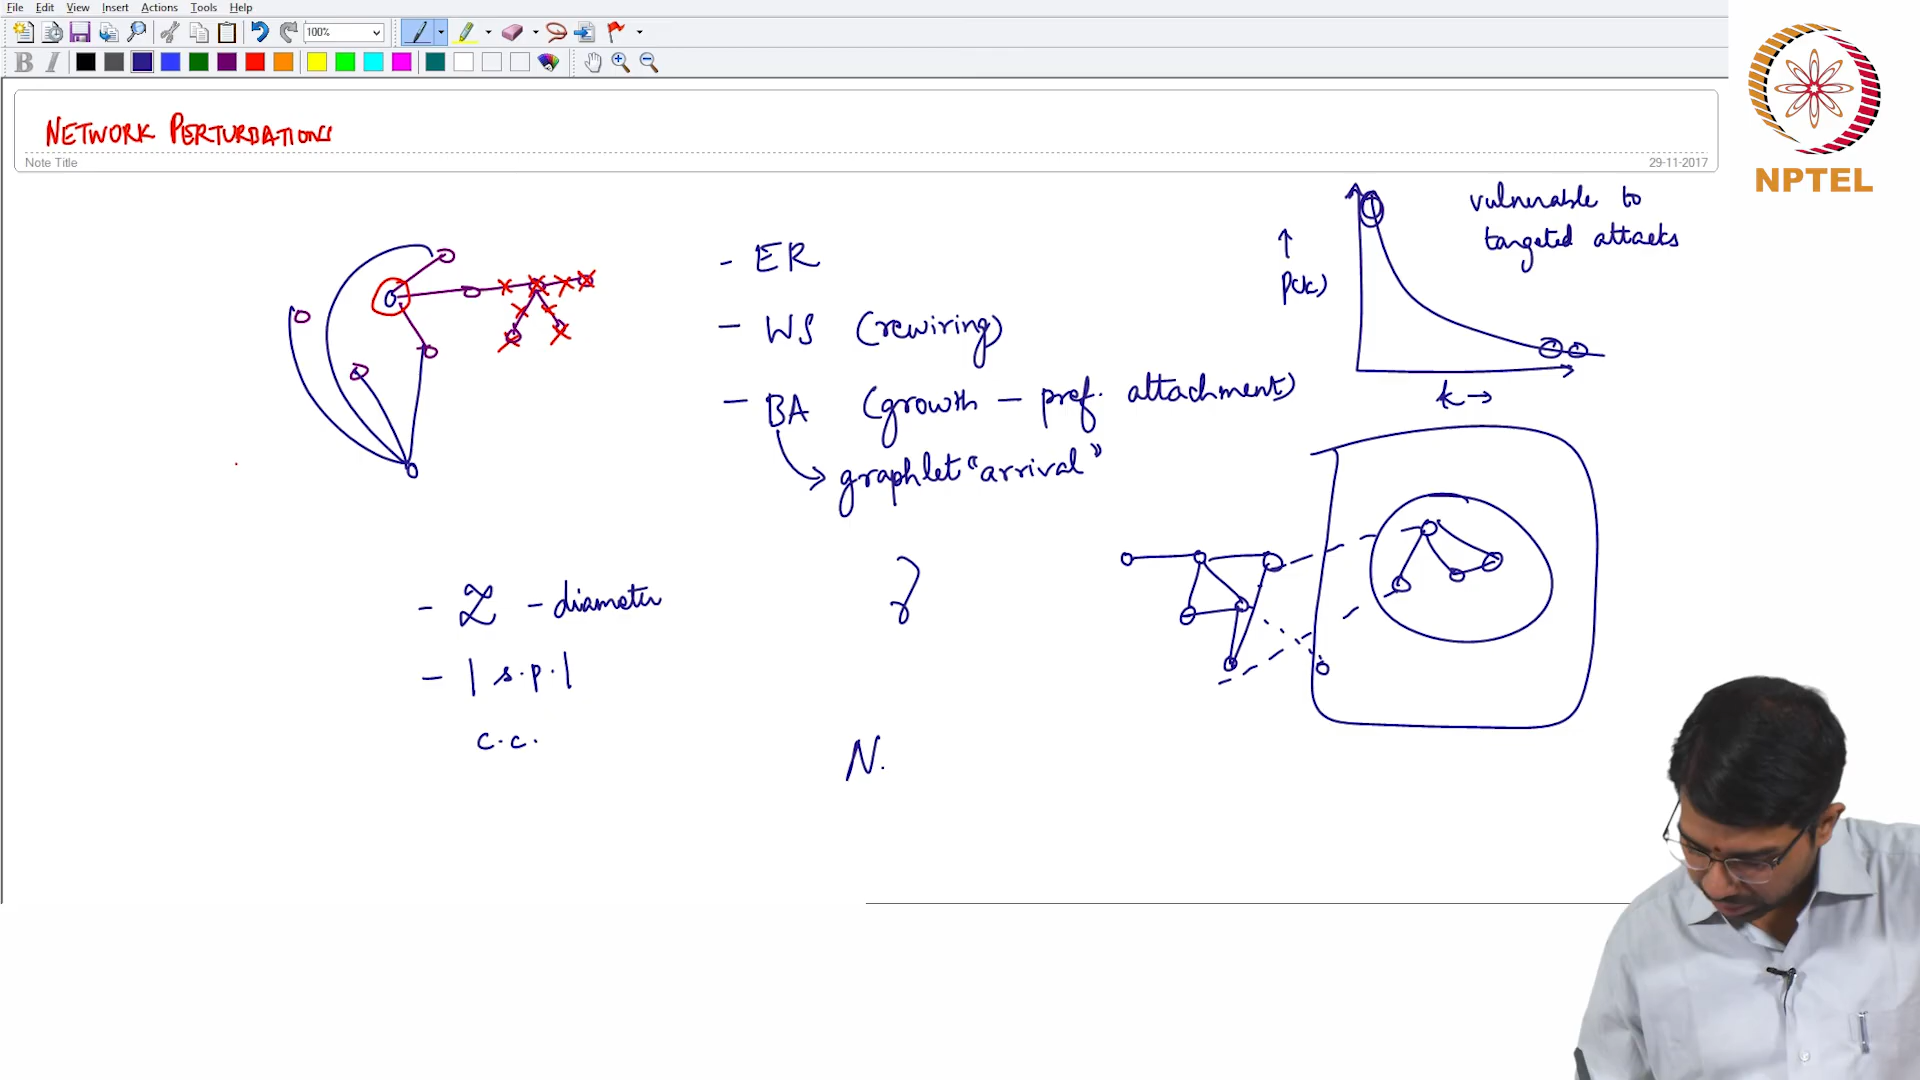 File Edit View Insert Actions Tools Help
100%
B I
NETWORK PERTURBATIONS
Note Title
29-11-2017
NPTEL
- ER
- WS (rewiring)
- BA (growth - pref. attachment)
graphlet "arrival"
↑
P(k)
k →
vulnerable to
targeted attacks
- diameter
- | s.p. |
c.c.
N.